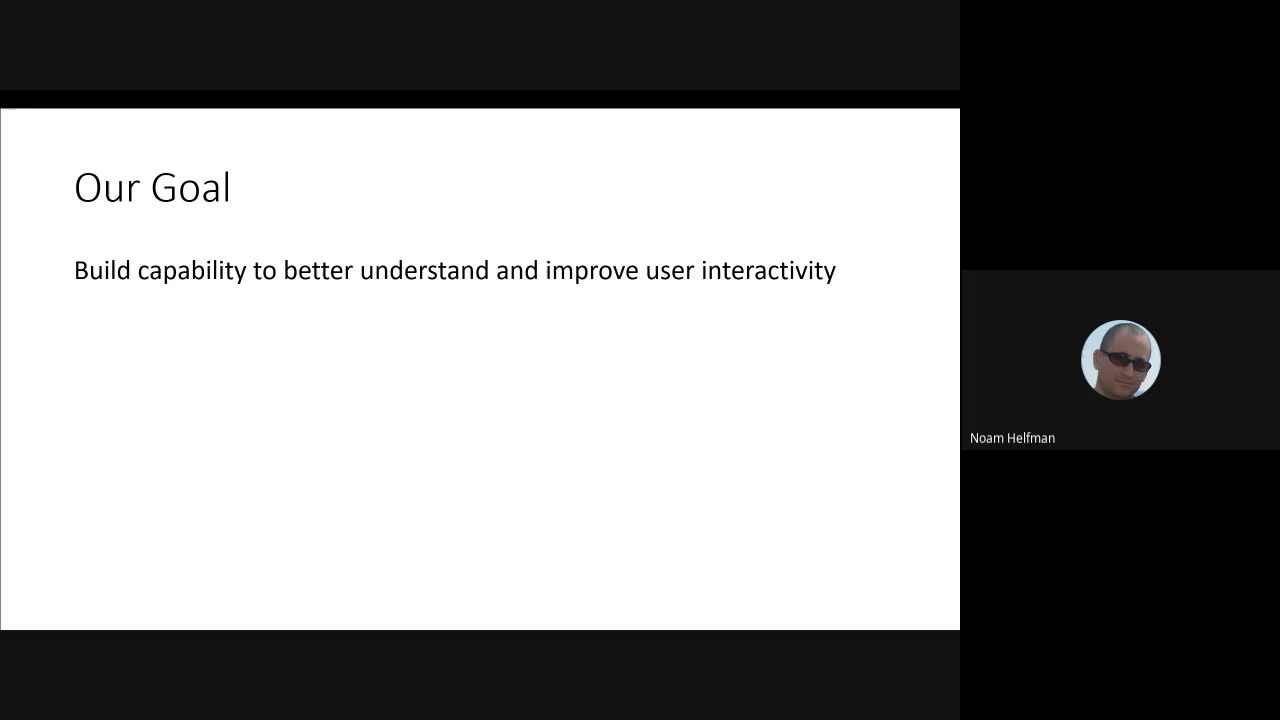 Our Goal
Build capability to better understand and improve user interactivity
Noam Helfman